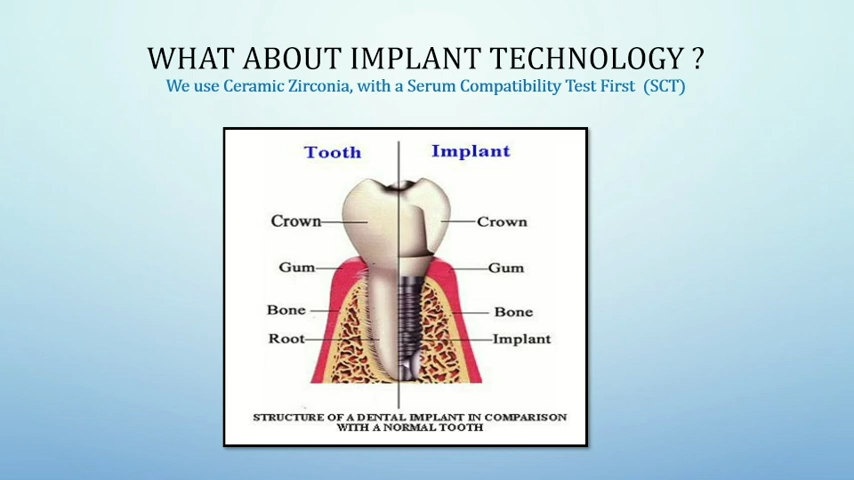 WHAT ABOUT IMPLANT TECHNOLOGY ?
We use Ceramic Zirconia, with a Serum Compatibility Test First (SCT)
Tooth Implant
Crown Crown
Gum Gum
Bone Bone
Root Implant
STRUCTURE OF A DENTAL IMPLANT IN COMPARISON
WITH A NORMAL TOOTH